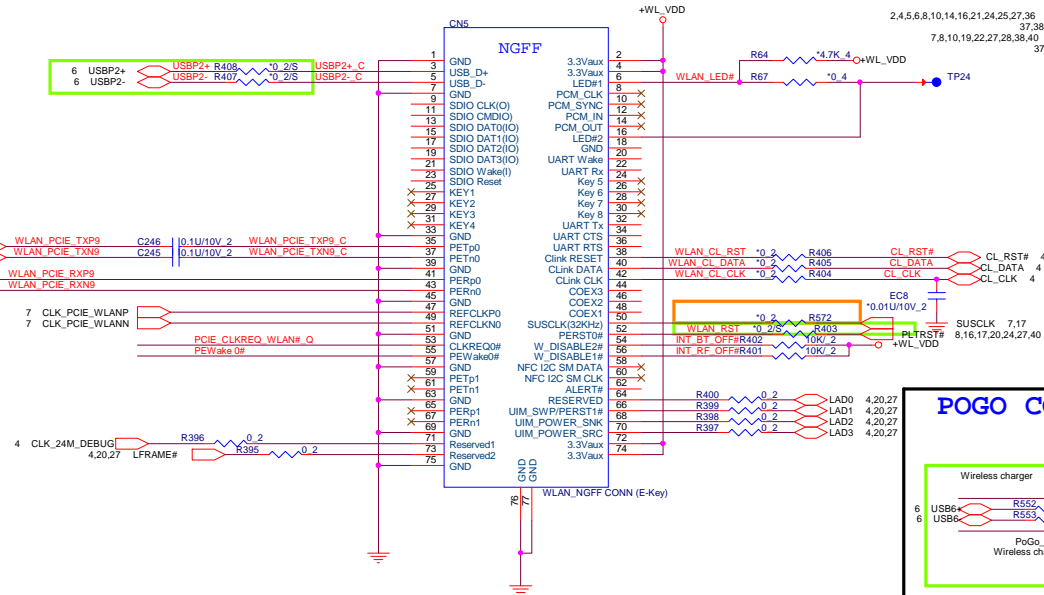 +WL_VDD
2,4,5,6,8,10,14,16,21,24,25,27,36
37,38
7,8,10,19,22,27,28,38,40
37
CN5
NGFF
6 USBP2+ USBP2+ R408 *0_2/S USBP2+_C
6 USBP2- USBP2- R407 *0_2/S USBP2-_C
R64 *4.7K_4 +WL_VDD
WLAN_LED# R67 *0_4 TP24
1 GND 3.3Vaux 2
3 USB_D+ 3.3Vaux 4
5 USB_D- LED#1 6
7 GND PCM_CLK 8
9 SDIO CLK(O) PCM_SYNC 10
11 SDIO CMDIO) PCM_IN 12
13 SDIO DAT0(IO) PCM_OUT 14
15 SDIO DAT1(IO) LED#2 16
17 SDIO DAT2(IO) GND 18
19 SDIO DAT3(IO) UART Wake 20
21 SDIO Wake(I) UART Rx 22
23 SDIO Reset Key 5 24
25 KEY1 Key 6 26
27 KEY2 Key 7 28
29 KEY3 Key 8 30
31 KEY4 UART Tx 32
33 GND UART CTS 34
35 PETp0 UART RTS 36
37 PETn0 Clink RESET 38
39 GND CLink DATA 40
41 PERp0 CLink CLK 42
43 PERn0 COEX3 44
45 GND COEX2 46
47 REFCLKP0 COEX1 48
49 REFCLKN0 SUSCLK(32KHz) 50
51 GND PERST0# 52
53 CLKREQ0# W_DISABLE2# 54
55 PEWake0# W_DISABLE1# 56
57 GND NFC I2C SM DATA 58
59 PETp1 NFC I2C SM CLK 60
61 PETn1 ALERT# 62
63 GND RESERVED 64
65 PERp1 UIM_SWP/PERST1# 66
67 PERn1 UIM_POWER_SNK 68
69 GND UIM_POWER_SRC 70
71 Reserved1 3.3Vaux 72
73 Reserved2 3.3Vaux 74
75 GND
GND GND
76 77
WLAN_NGFF CONN (E-Key)
WLAN_PCIE_TXP9 C246 0.1U/10V_2 WLAN_PCIE_TXP9_C
WLAN_PCIE_TXN9 C245 0.1U/10V_2 WLAN_PCIE_TXN9_C
WLAN_PCIE_RXP9
WLAN_PCIE_RXN9
7 CLK_PCIE_WLANP
7 CLK_PCIE_WLANN
PCIE_CLKREQ_WLAN#_Q
PEWake 0#
4 CLK_24M_DEBUG R396 0_2
4,20,27 LFRAME# R395 0_2
WLAN_CL_RST *0_2 R406 CL_RST# CL_RST# 4
WLAN_CL_DATA *0_2 R405 CL_DATA CL_DATA 4
WLAN_CL_CLK *0_2 R404 CL_CLK CL_CLK 4
EC8
*0.01U/10V_2
*0_2 R572 SUSCLK 7,17
WLAN_RST *0_2/S R403 PLTRST# 8,16,17,20,24,27,40
INT_BT_OFF# R402 10K/_2 +WL_VDD
INT_RF_OFF# R401 10K/_2
R400 0_2 LAD0 4,20,27
R399 0_2 LAD1 4,20,27
R398 0_2 LAD2 4,20,27
R397 0_2 LAD3 4,20,27
POGO CO
Wireless charger
6 USB6+ R552
6 USB6- R553
PoGo_
Wireless cha